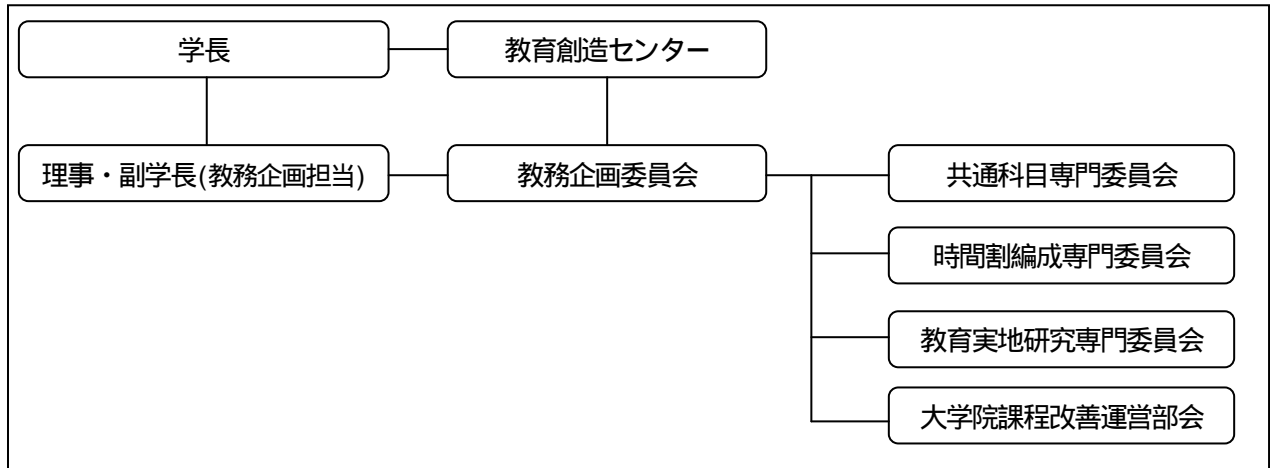 学長
教育創造センター
理事・副学長(教務企画担当)
教務企画委員会
共通科目専門委員会
時間割編成専門委員会
教育実地研究専門委員会
大学院課程改善運営部会